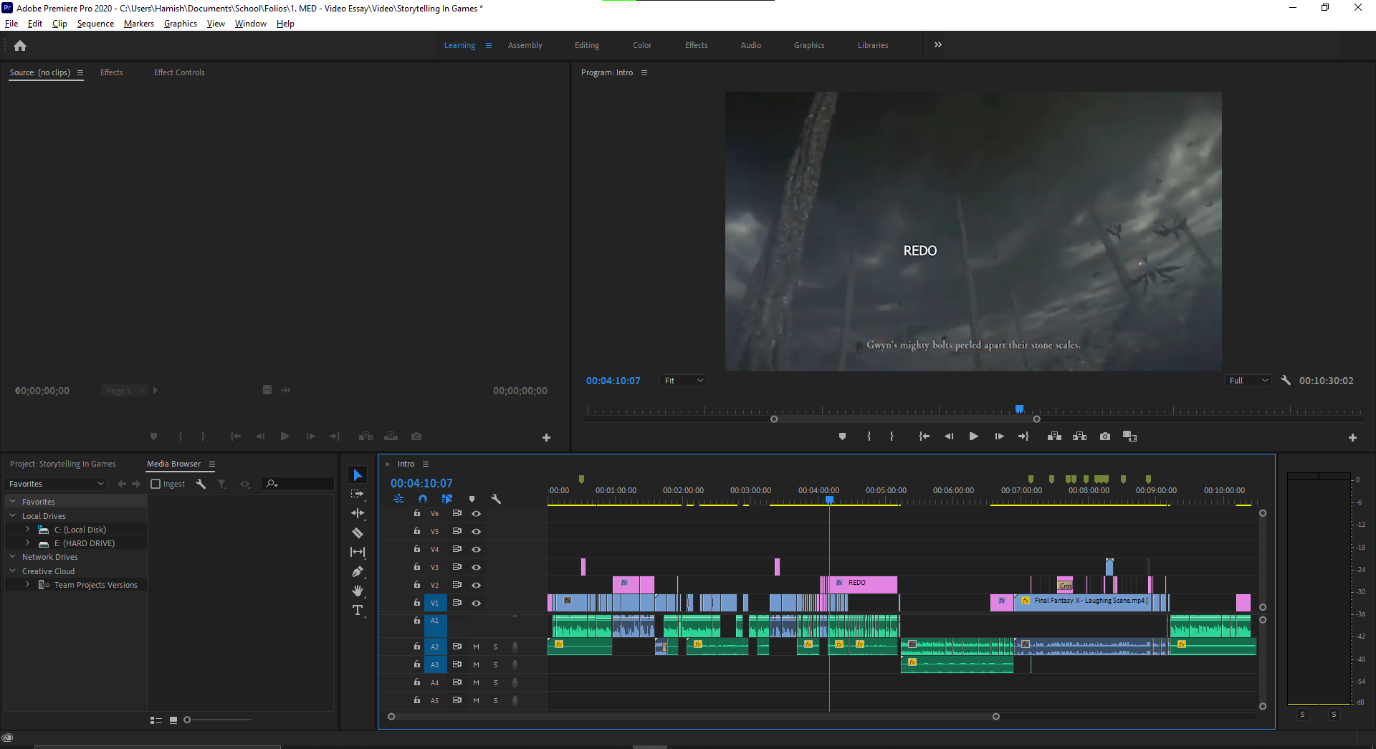 Adobe Premiere Pro 2020 - C:\Users\Hamish\Documents\School\Folios\1. MED - Video Essay\Video\Storytelling In Games *
File Edit Clip Sequence Markers Graphics View Window Help
Learning Assembly Editing Color Effects Audio Graphics Libraries
Source: (no clips) Effects Effect Controls
Program: Intro
REDO
Gwyn's mighty bolts peeled apart their stone scales.
00:04:10:07 Fit Full 00:10:30:02
00;00;00;00 Page 1 00;00;00;00
Project: Storytelling In Games Media Browser
Favorites Ingest
Favorites
Local Drives
C: (Local Disk)
E: (HARD DRIVE)
Network Drives
Creative Cloud
Team Projects Versions
Intro
00:04:10:07
:00:00 00:01:00:00 00:02:00:00 00:03:00:00 00:04:00:00 00:05:00:00 00:06:00:00 00:07:00:00 00:08:00:00 00:09:00:00 00:10:00:00
V6
V5
V4
V3
V2 fx fx REDO
V1 fx Final Fantasy X - Laughing Scene.mp4
A1
A2 M S
A3 M S
A4 M S
A5 M S
0
-6
-12
-18
-24
-30
-36
-42
-48
-54
dB
S S